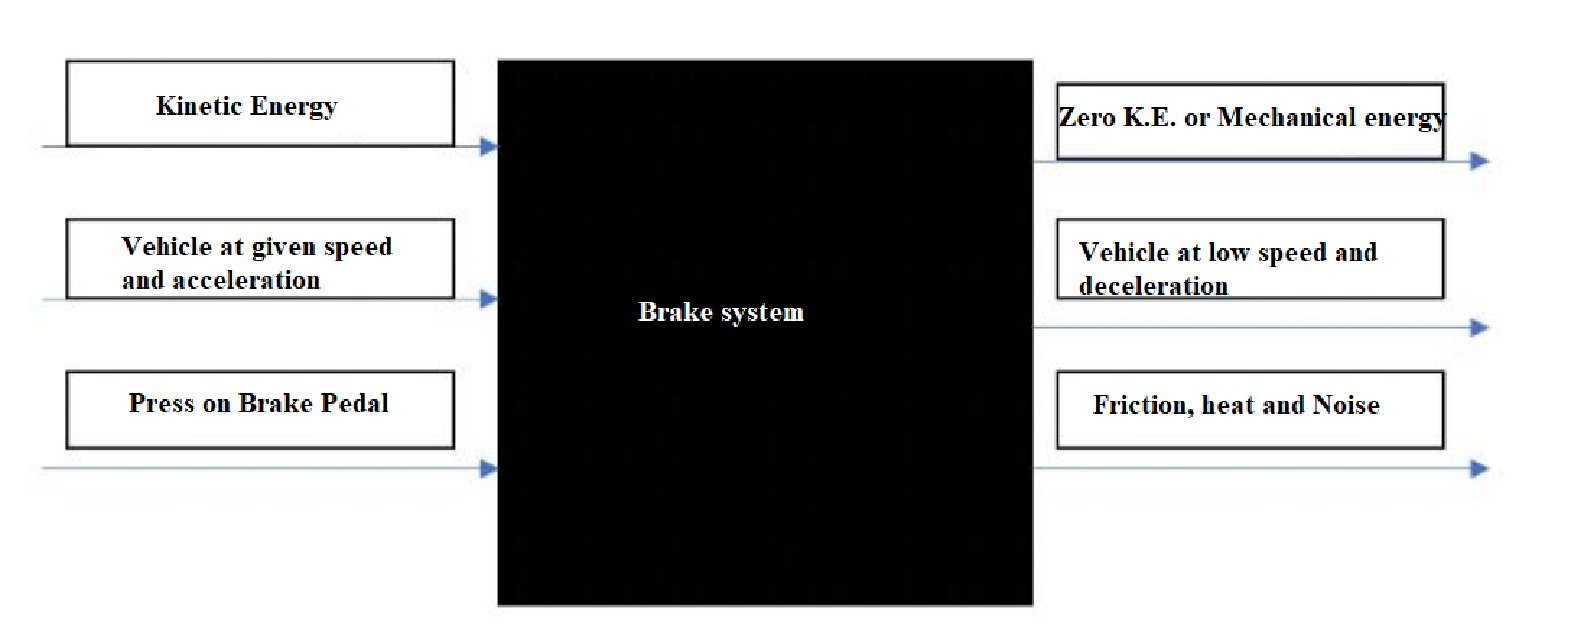 Kinetic Energy
Vehicle at given speed
and acceleration
Press on Brake Pedal
Brake system
Zero K.E. or Mechanical energy
Vehicle at low speed and
deceleration
Friction, heat and Noise